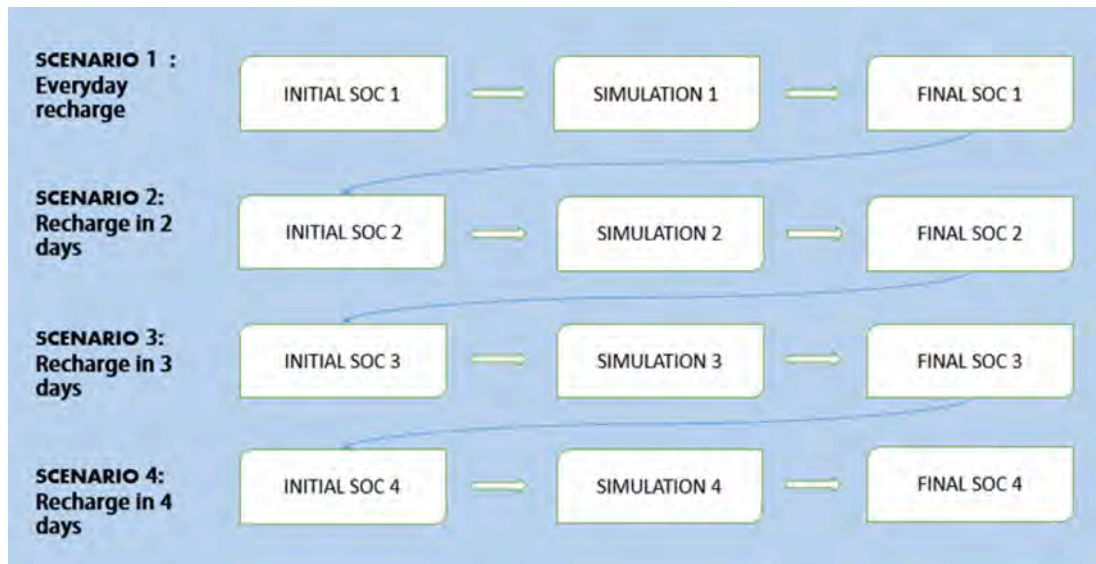 SCENARIO 1 :
Everyday
recharge
INITIAL SOC 1
SIMULATION 1
FINAL SOC 1
SCENARIO 2:
Recharge in 2
days
INITIAL SOC 2
SIMULATION 2
FINAL SOC 2
SCENARIO 3:
Recharge in 3
days
INITIAL SOC 3
SIMULATION 3
FINAL SOC 3
SCENARIO 4:
Recharge in 4
days
INITIAL SOC 4
SIMULATION 4
FINAL SOC 4